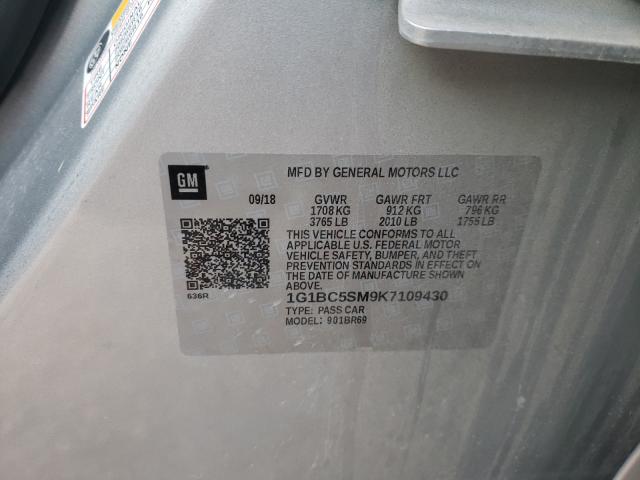 GM
MFD BY GENERAL MOTORS LLC
09/18 GVWR GAWR FRT GAWR RR
1708 KG 912 KG 796 KG
3765 LB 2010 LB 1755 LB
THIS VEHICLE CONFORMS TO ALL
APPLICABLE U.S. FEDERAL MOTOR
VEHICLE SAFETY, BUMPER, AND THEFT
PREVENTION STANDARDS IN EFFECT ON
THE DATE OF MANUFACTURE SHOWN
ABOVE.
636R
1G1BC5SM9K7109430
TYPE: PASS CAR
MODEL: 901BR69